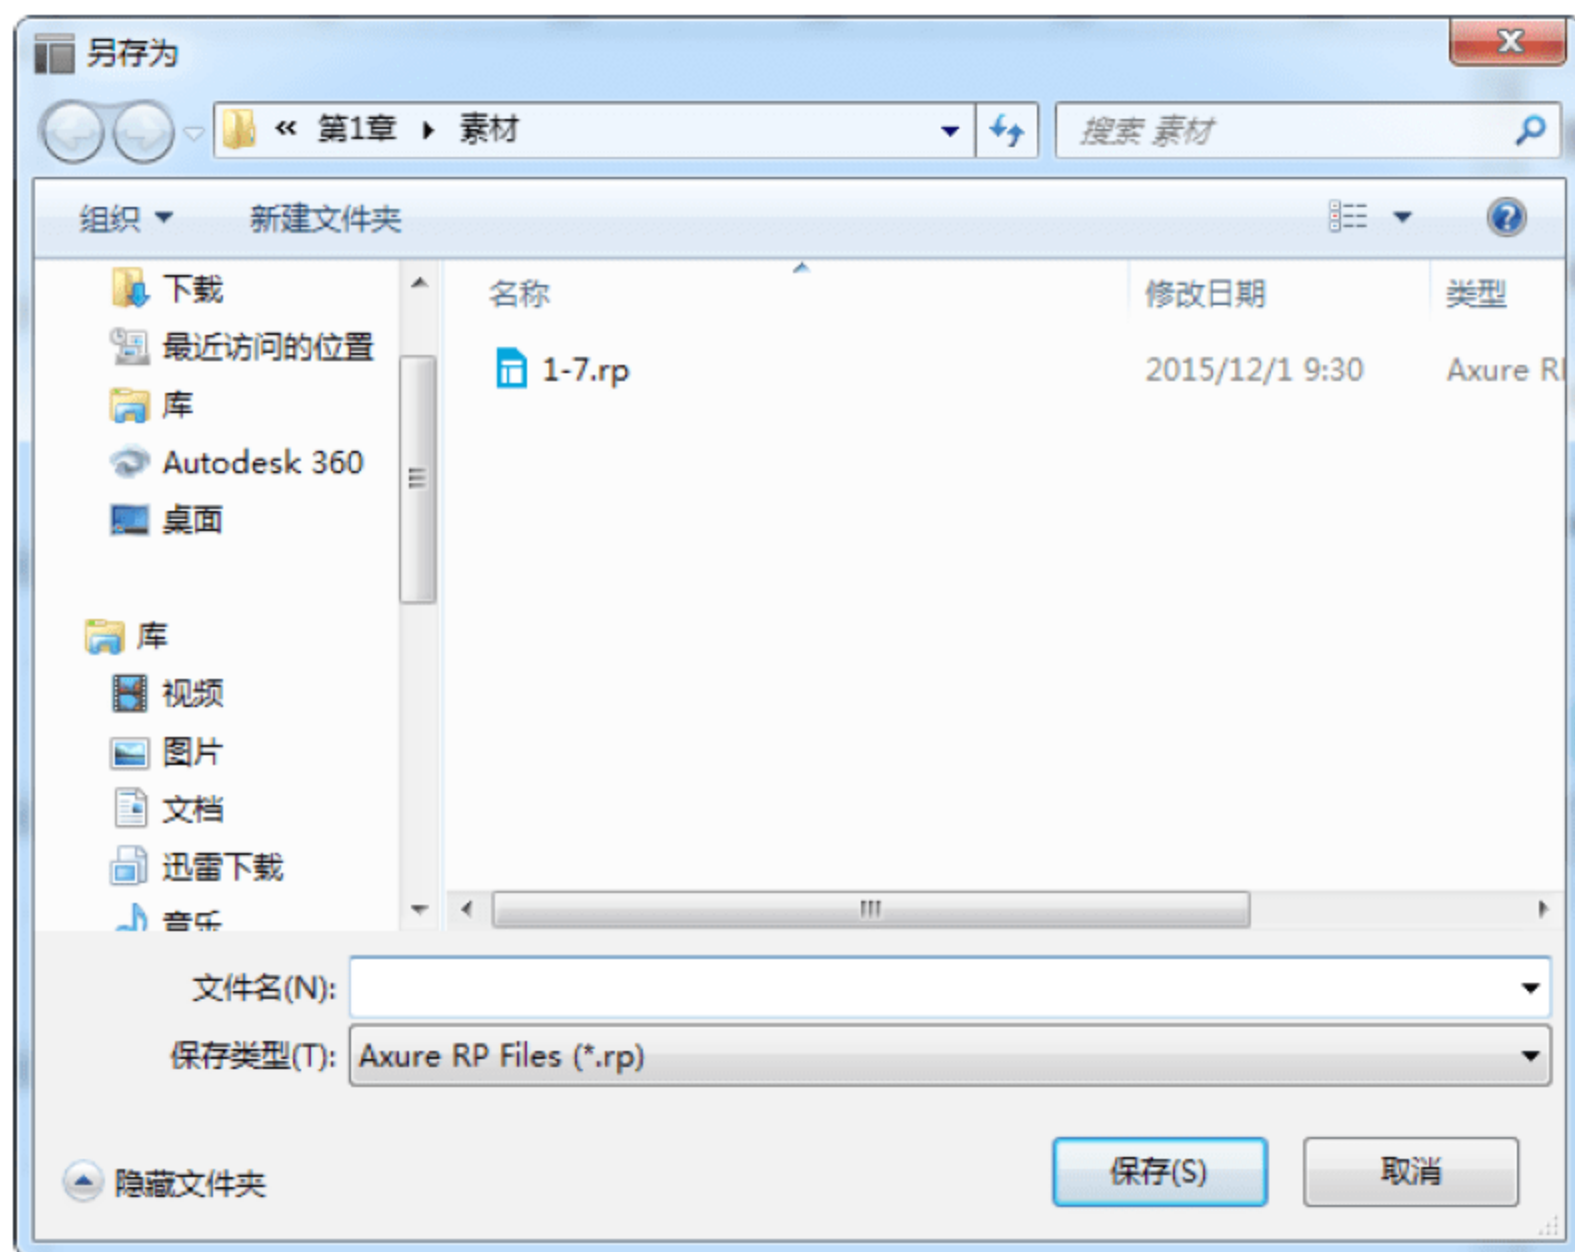 另存为
« 第1章 素材
搜索 素材
组织 新建文件夹
下载
最近访问的位置
库
Autodesk 360
桌面
库
视频
图片
文档
迅雷下载
音乐
名称 修改日期 类型
1-7.rp 2015/12/1 9:30 Axure RP
文件名(N):
保存类型(T): Axure RP Files (*.rp)
隐藏文件夹 保存(S) 取消